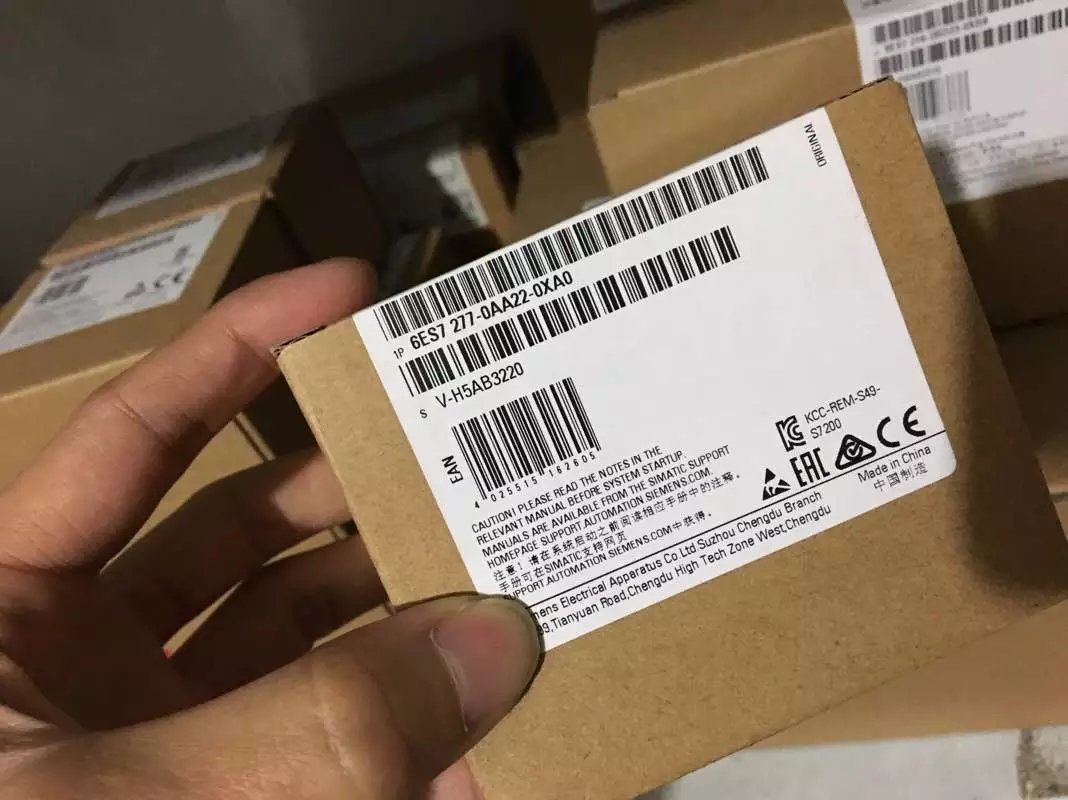 ORIGINAL
1P 6ES7 277-0AA22-0XA0
S V-H5AB3220
EAN
4 025515 162605
KCC-REM-S49-
S7200
CAUTION! PLEASE READ THE NOTES IN THE
RELEVANT MANUAL BEFORE SYSTEM STARTUP.
MANUALS ARE AVAILABLE FROM THE SIMATIC SUPPORT
HOMEPAGE SUPPORT.AUTOMATION.SIEMENS.COM.
注意！请在系统启动之前阅读相应手册中的注释。
手册可在SIMATIC支持网页
SUPPORT.AUTOMATION.SIEMENS.COM中获得。
EAC CE
Made in China
中国制造
Electrical Apparatus Co Ltd.Suzhou Chengdu Branch
Tianyuan Road,Chengdu High Tech Zone West,Chengdu
CE